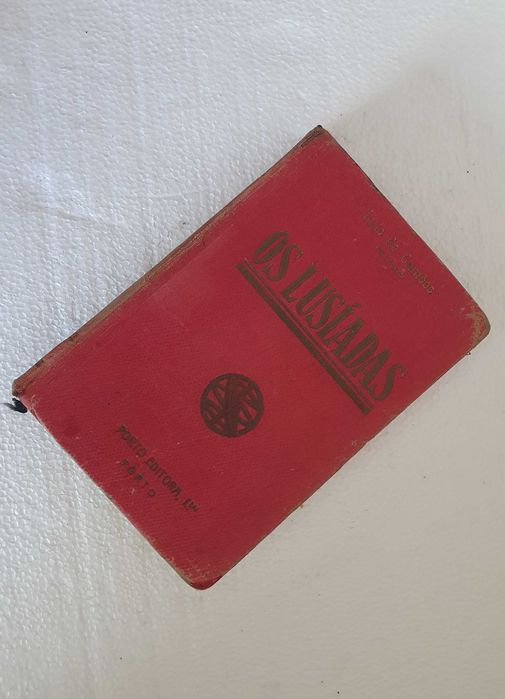 Luís de Camões
OS LUSÍADAS
PORTO EDITORA, L.da
PORTO